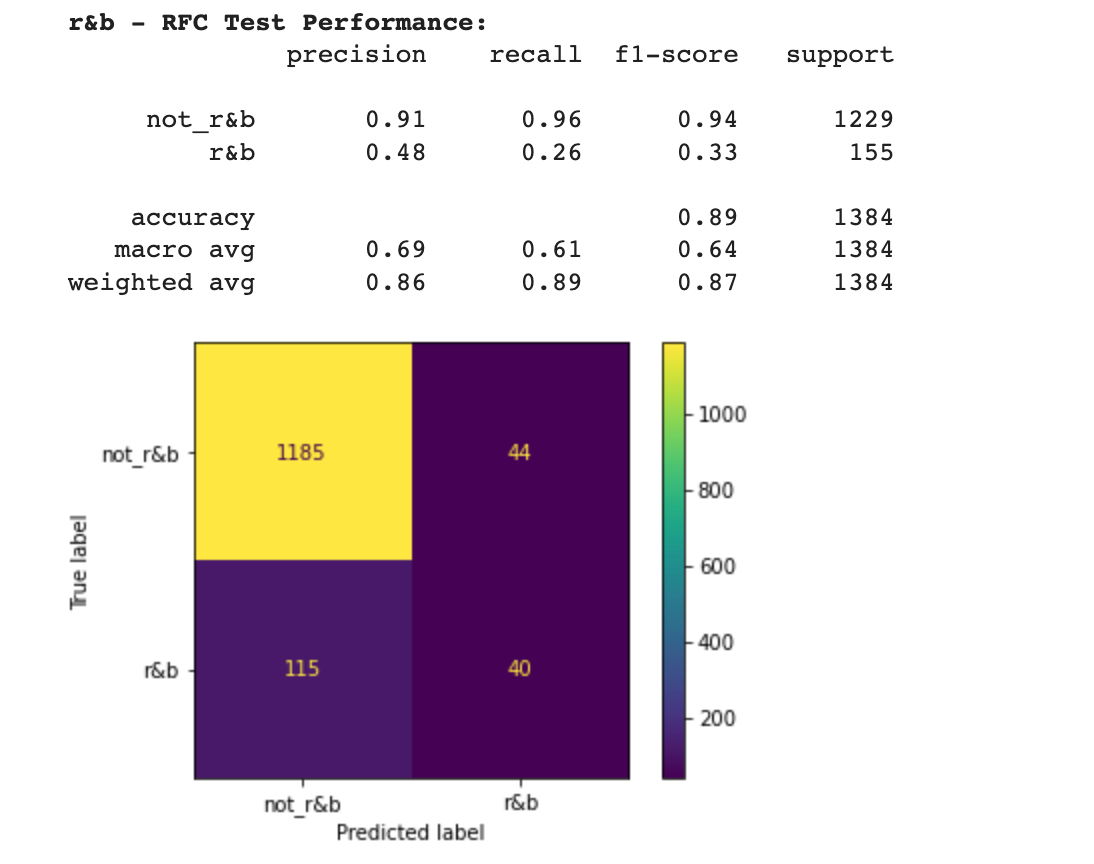 r&b - RFC Test Performance:
precision recall f1-score support
not_r&b 0.91 0.96 0.94 1229
r&b 0.48 0.26 0.33 155
accuracy 0.89 1384
macro avg 0.69 0.61 0.64 1384
weighted avg 0.86 0.89 0.87 1384
1000
not_r&b 1185 44
800
True label
600
400
r&b 115 40
200
not_r&b r&b
Predicted label